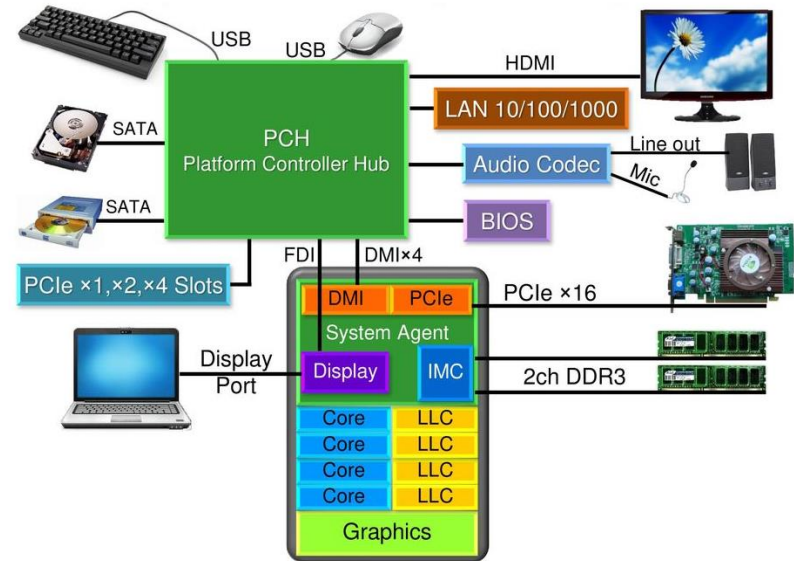 USB
USB
HDMI
LAN 10/100/1000
SATA
PCH
Platform Controller Hub
Line out
Audio Codec
Mic
SATA
BIOS
FDI
DMI×4
PCIe ×1,×2,×4 Slots
DMI
PCIe
PCIe ×16
System Agent
Display
Port
Display
IMC
2ch DDR3
Core
LLC
Core
LLC
Core
LLC
Core
LLC
Graphics